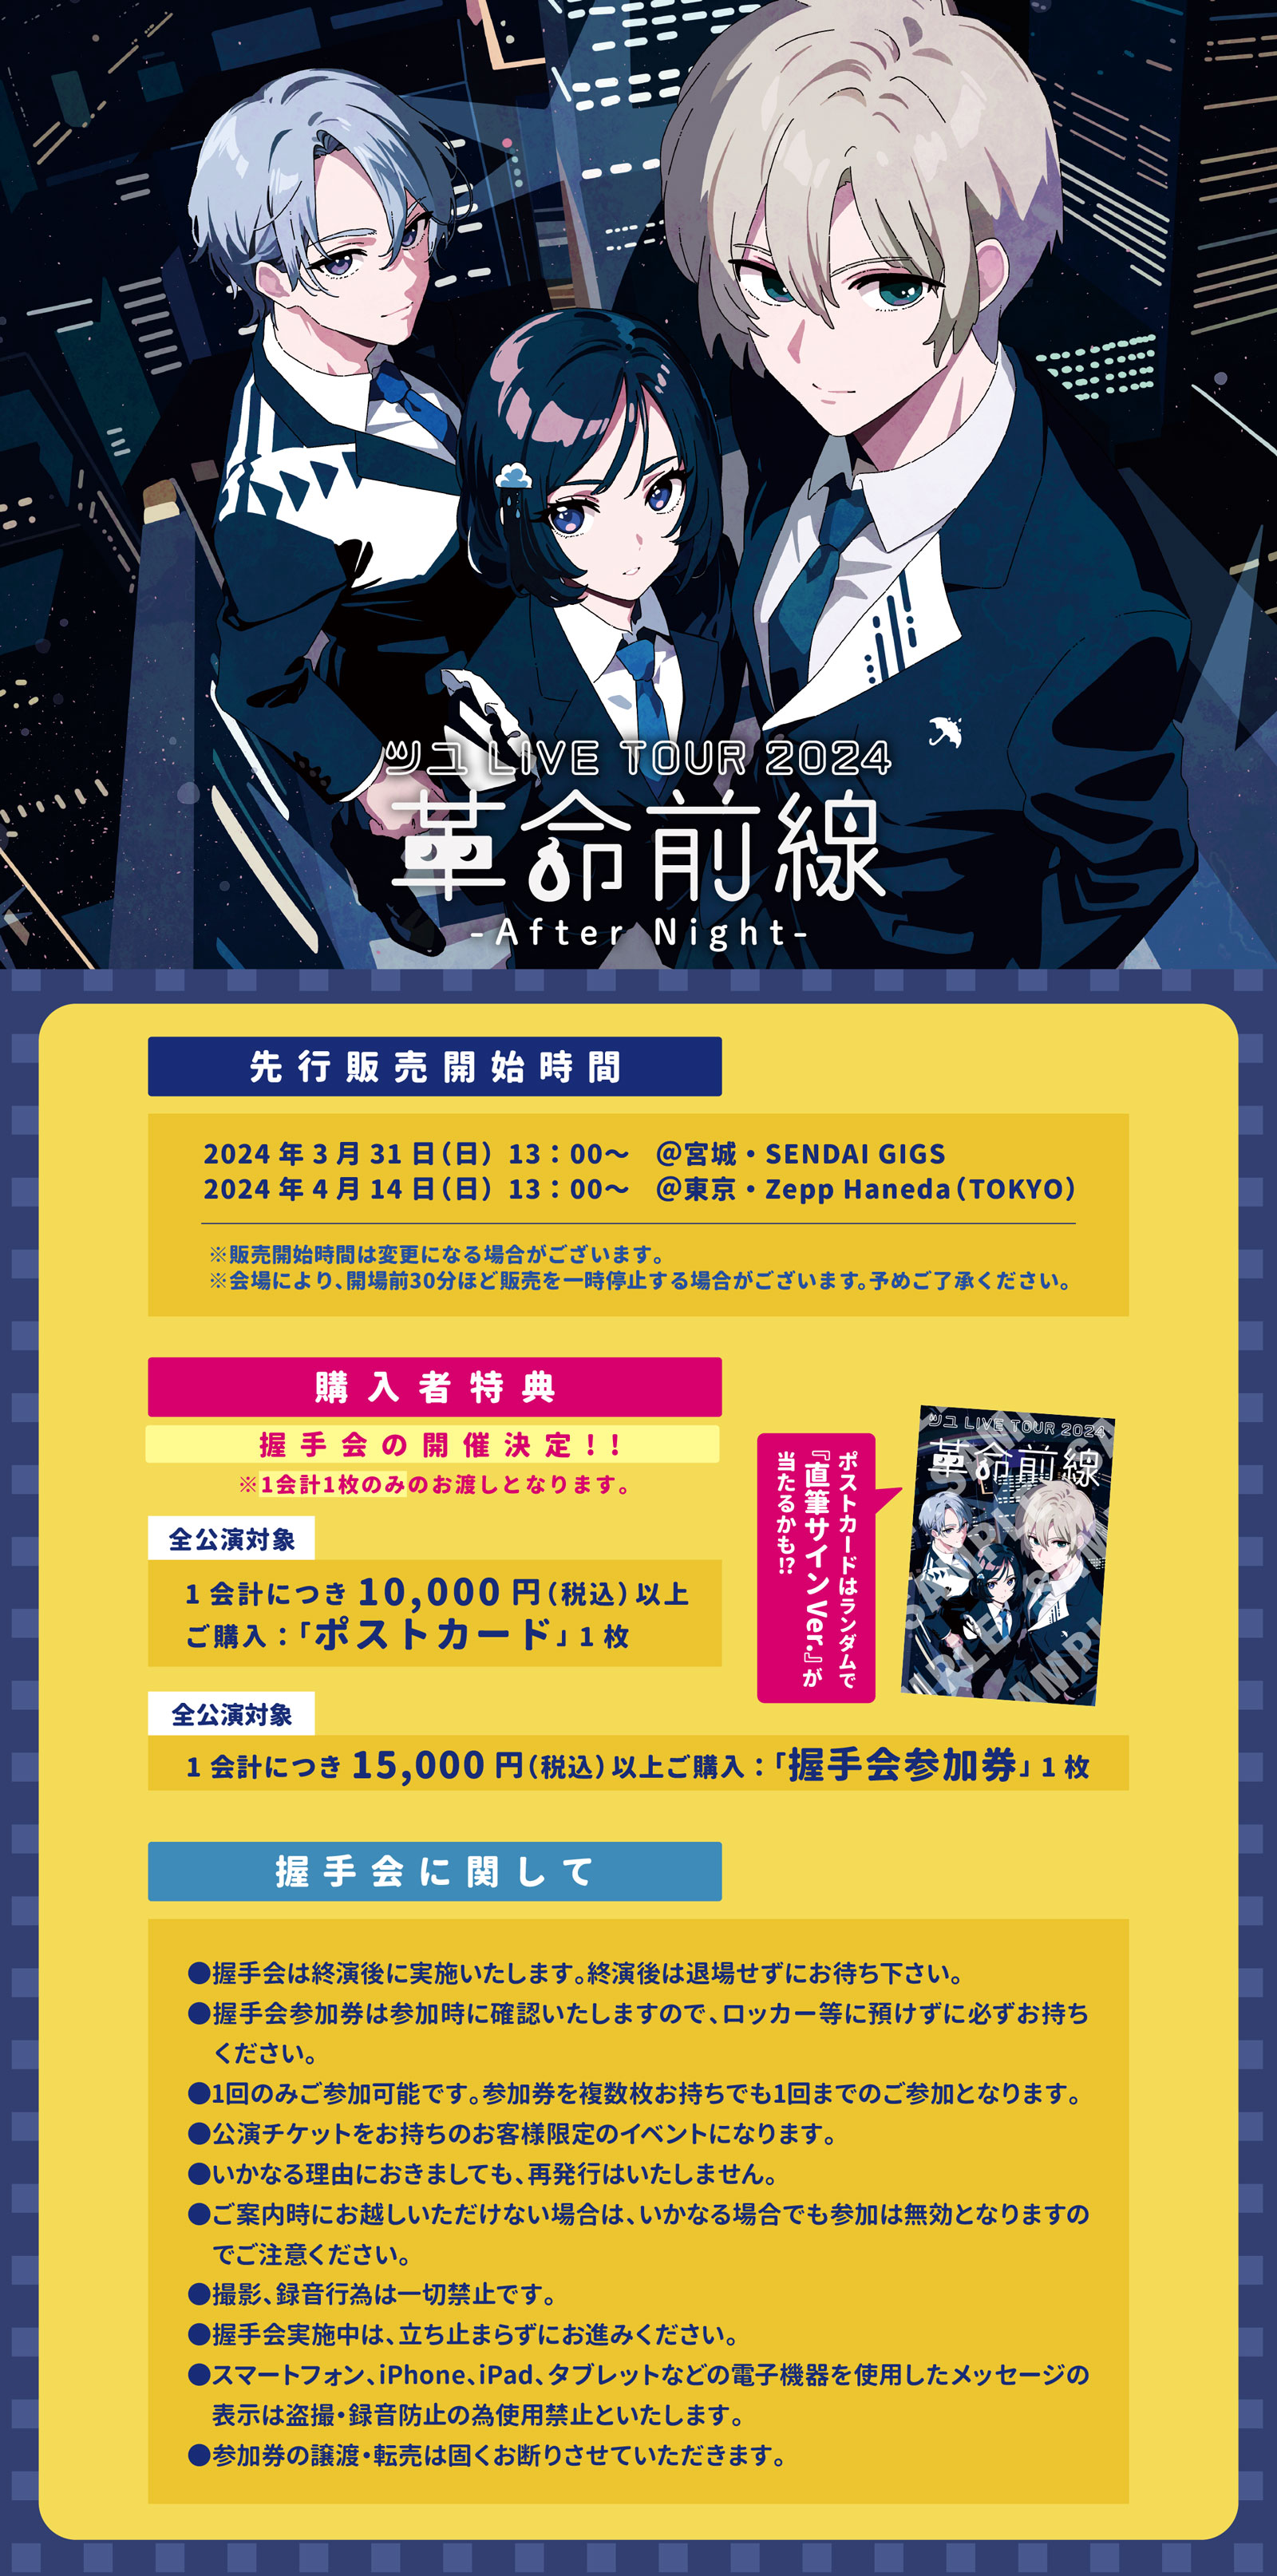 ツユ LIVE TOUR 2024
革命前線
-After Night-
先行販売開始時間
2024年3月31日(日) 13:00〜 @宮城・SENDAI GIGS
2024年4月14日(日) 13:00〜 @東京・Zepp Haneda(TOKYO)
※販売開始時間は変更になる場合がございます。
※会場により、開場前30分ほど販売を一時停止する場合がございます。予めご了承ください。
購入者特典
握手会の開催決定!!
※1会計1枚のみのお渡しとなります。
全公演対象
1会計につき10,000円(税込)以上
ご購入:「ポストカード」1枚
ポストカードはランダムで
『直筆サインVer.』が
当たるかも!?
ツユ LIVE TOUR 2024
革命前線
SAMPLE
全公演対象
1会計につき15,000円(税込)以上ご購入:「握手会参加券」1枚
握手会に関して
●握手会は終演後に実施いたします。終演後は退場せずにお待ち下さい。
●握手会参加券は参加時に確認いたしますので、ロッカー等に預けずに必ずお持ち
ください。
●1回のみご参加可能です。参加券を複数枚お持ちでも1回までのご参加となります。
●公演チケットをお持ちのお客様限定のイベントになります。
●いかなる理由におきましても、再発行はいたしません。
●ご案内時にお越しいただけない場合は、いかなる場合でも参加は無効となりますの
でご注意ください。
●撮影、録音行為は一切禁止です。
●握手会実施中は、立ち止まらずにお進みください。
●スマートフォン、iPhone、iPad、タブレットなどの電子機器を使用したメッセージの
表示は盗撮・録音防止の為使用禁止といたします。
●参加券の譲渡・転売は固くお断りさせていただきます。